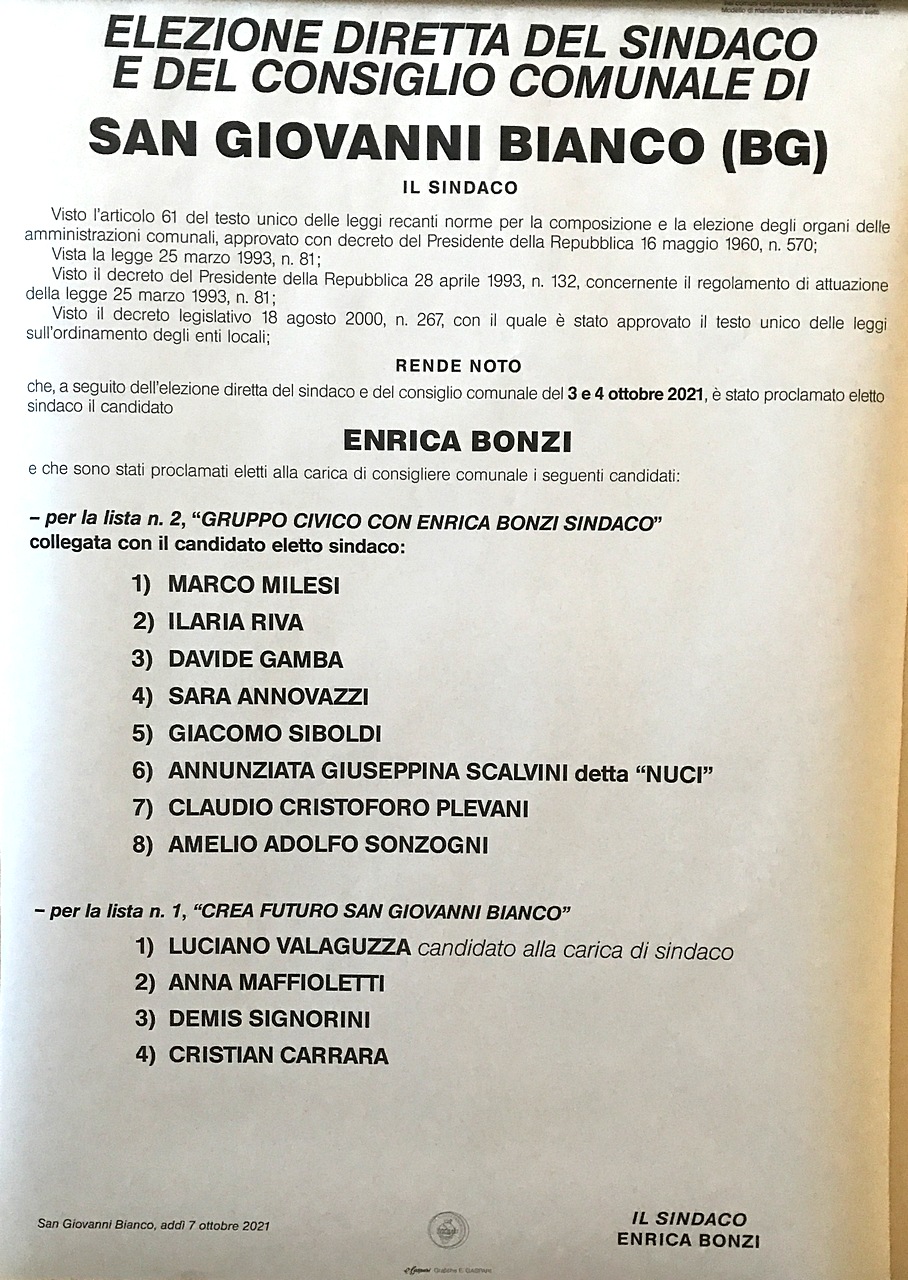 Modello di manifesto con i nomi dei proclamati eletti
ELEZIONE DIRETTA DEL SINDACO
E DEL CONSIGLIO COMUNALE DI
SAN GIOVANNI BIANCO (BG)
IL SINDACO
Visto l'articolo 61 del testo unico delle leggi recanti norme per la composizione e la elezione degli organi delle
amministrazioni comunali, approvato con decreto del Presidente della Repubblica 16 maggio 1960, n. 570;
Vista la legge 25 marzo 1993, n. 81;
Visto il decreto del Presidente della Repubblica 28 aprile 1993, n. 132, concernente il regolamento di attuazione
della legge 25 marzo 1993, n. 81;
Visto il decreto legislativo 18 agosto 2000, n. 267, con il quale è stato approvato il testo unico delle leggi
sull'ordinamento degli enti locali;
RENDE NOTO
che, a seguito dell'elezione diretta del sindaco e del consiglio comunale del 3 e 4 ottobre 2021, è stato proclamato eletto
sindaco il candidato
ENRICA BONZI
e che sono stati proclamati eletti alla carica di consigliere comunale i seguenti candidati:
– per la lista n. 2, “GRUPPO CIVICO CON ENRICA BONZI SINDACO”
collegata con il candidato eletto sindaco:
1) MARCO MILESI
2) ILARIA RIVA
3) DAVIDE GAMBA
4) SARA ANNOVAZZI
5) GIACOMO SIBOLDI
6) ANNUNZIATA GIUSEPPINA SCALVINI detta “NUCI”
7) CLAUDIO CRISTOFORO PLEVANI
8) AMELIO ADOLFO SONZOGNI
– per la lista n. 1, “CREA FUTURO SAN GIOVANNI BIANCO”
1) LUCIANO VALAGUZZA candidato alla carica di sindaco
2) ANNA MAFFIOLETTI
3) DEMIS SIGNORINI
4) CRISTIAN CARRARA
San Giovanni Bianco, addì 7 ottobre 2021
IL SINDACO
ENRICA BONZI
Grafiche E. GASPARI